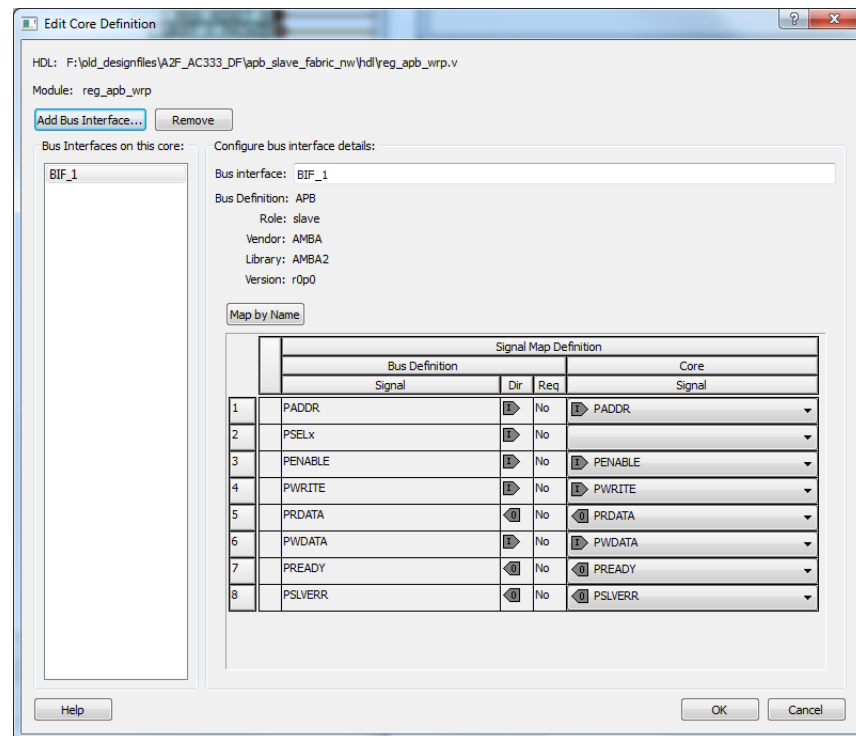 Edit Core Definition
HDL: F:\old_designfiles\A2F_AC333_DF\apb_slave_fabric_nw\hdl\reg_apb_wrp.v
Module: reg_apb_wrp
Add Bus Interface... Remove
Bus Interfaces on this core: Configure bus interface details:
BIF_1
Bus interface: BIF_1
Bus Definition: APB
Role: slave
Vendor: AMBA
Library: AMBA2
Version: r0p0
Map by Name
Signal Map Definition
Bus Definition Core
Signal Dir Req Signal
1 PADDR I No I PADDR
2 PSELx I No
3 PENABLE I No I PENABLE
4 PWRITE I No I PWRITE
5 PRDATA O No O PRDATA
6 PWDATA I No I PWDATA
7 PREADY O No O PREADY
8 PSLVERR O No O PSLVERR
Help OK Cancel